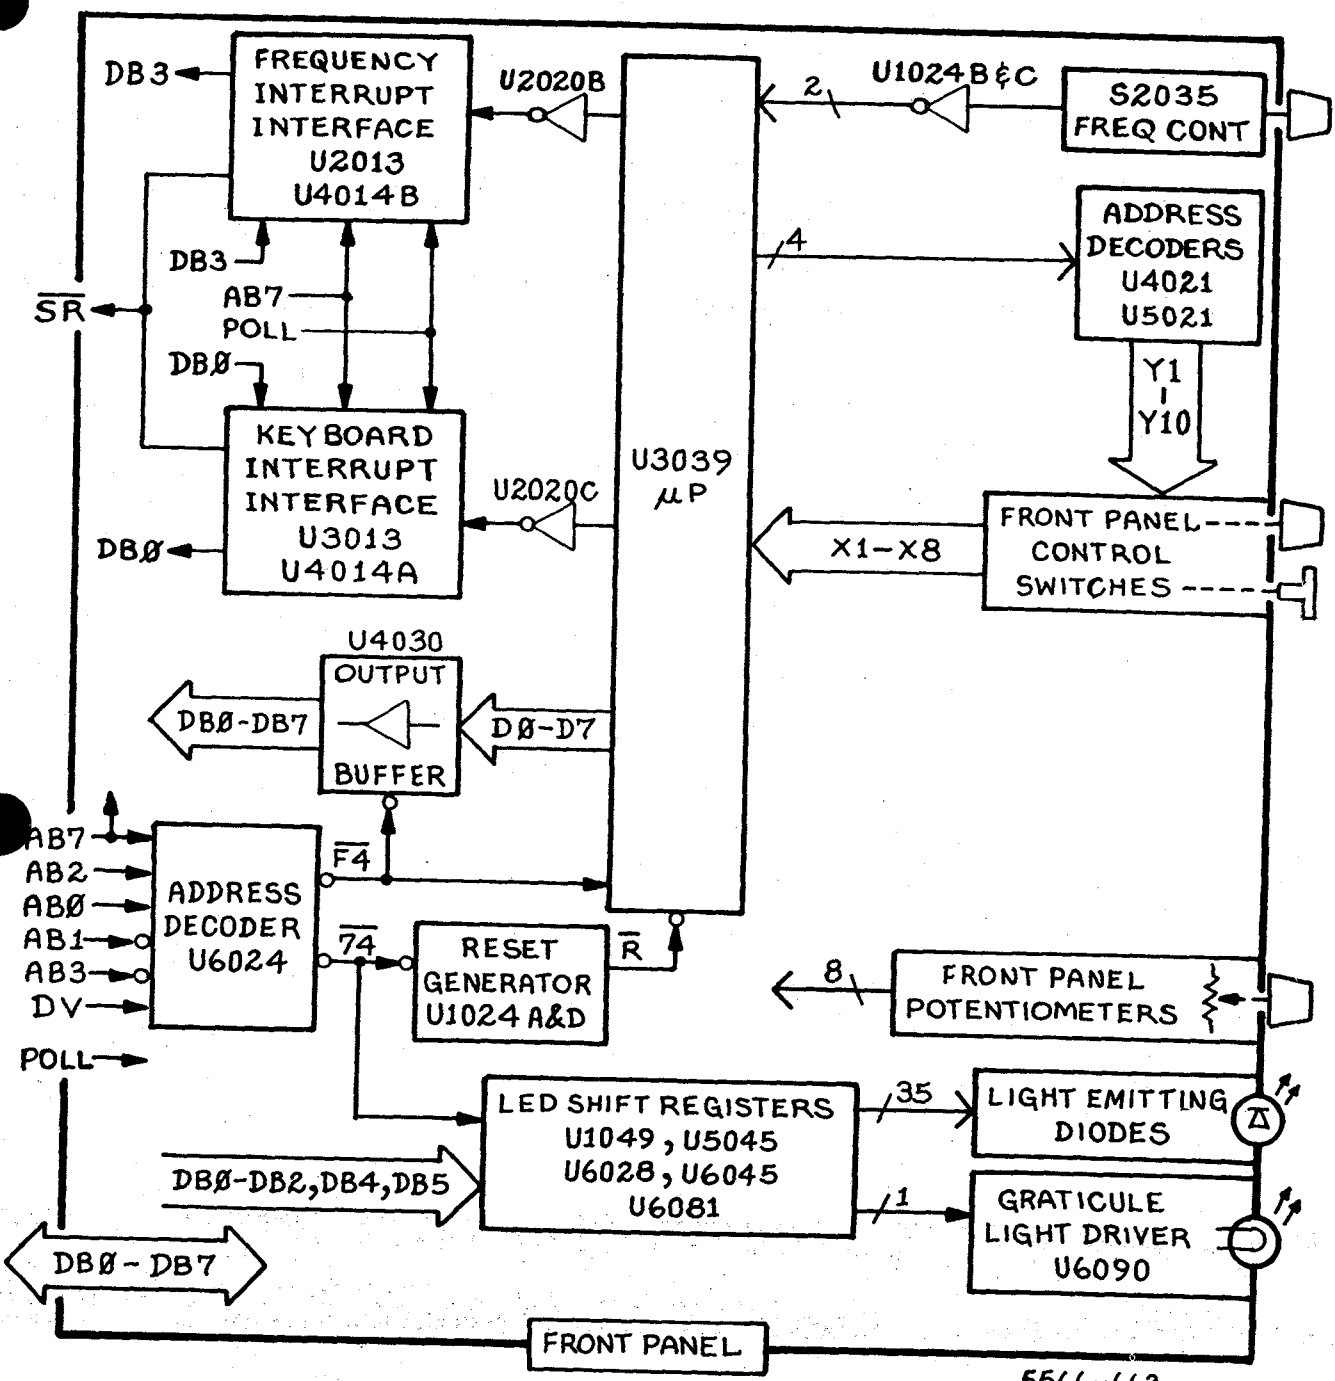 FREQUENCY
INTERRUPT
INTERFACE
U2013
U4014B
DB3
U2020B
2
U1024B&C
S2035
FREQ CONT
DB3
AB7
POLL
DBØ
SR
4
ADDRESS
DECODERS
U4021
U5021
Y1
-
Y10
KEYBOARD
INTERRUPT
INTERFACE
U3013
U4014A
DBØ
U2020C
U3039
µP
X1-X8
FRONT PANEL
CONTROL
SWITCHES
U4030
OUTPUT
BUFFER
DBØ-DB7
DØ-D7
AB7
AB2
ABØ
AB1
AB3
DV
POLL
ADDRESS
DECODER
U6024
F4
74
RESET
GENERATOR
U1024 A&D
R
8
FRONT PANEL
POTENTIOMETERS
LED SHIFT REGISTERS
U1049, U5045
U6028, U6045
U6081
35
LIGHT EMITTING
DIODES
DBØ-DB2,DB4,DB5
1
GRATICULE
LIGHT DRIVER
U6090
DBØ-DB7
FRONT PANEL